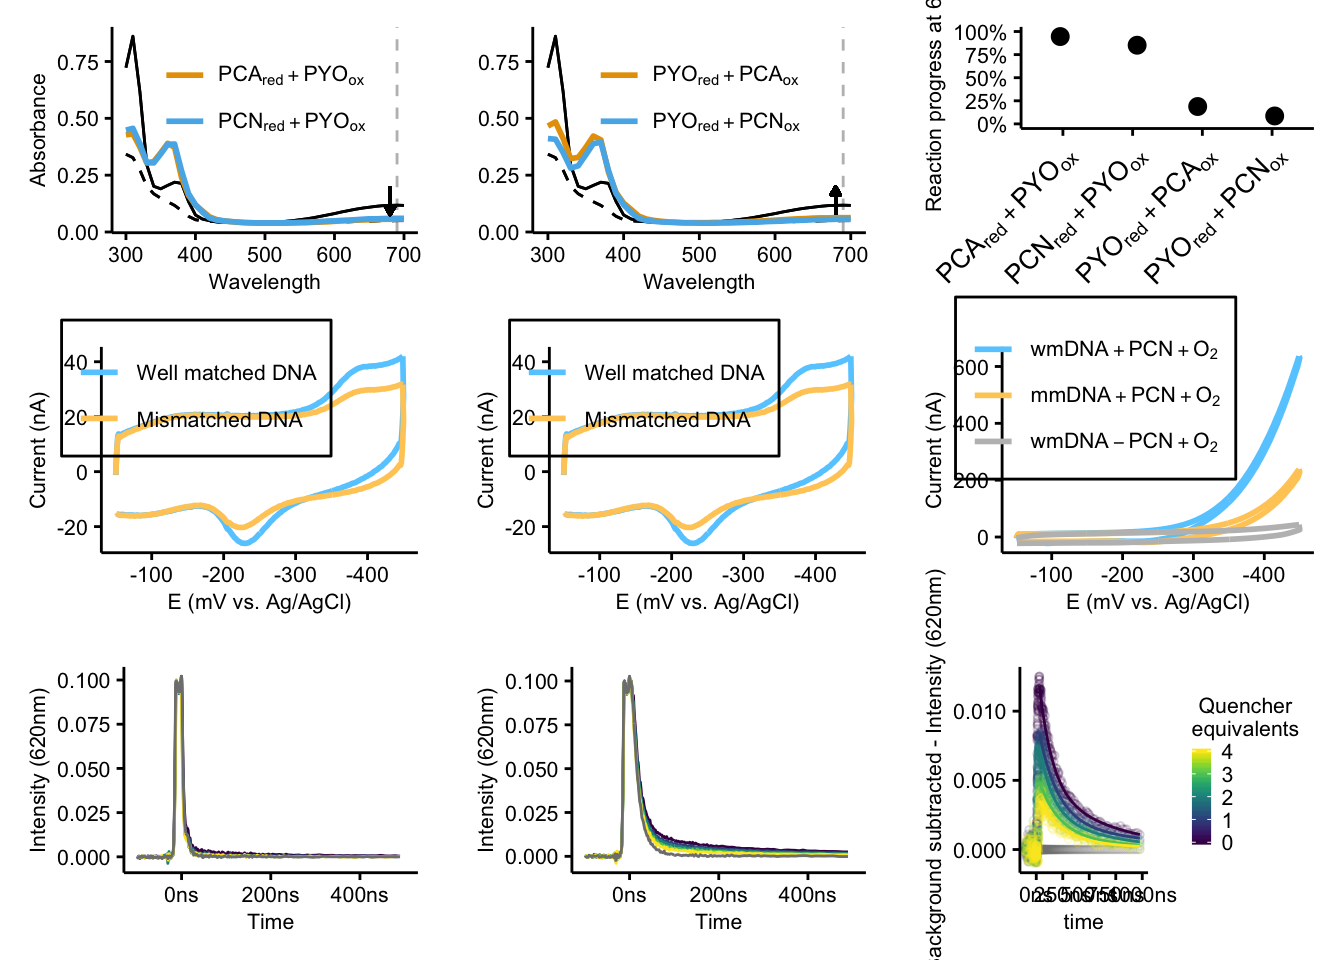 Absorbance
0.75
0.50
0.25
0.00
PCAred + PYOox
PCNred + PYOox
300 400 500 600 700
Wavelength
0.75
0.50
0.25
0.00
PYOred + PCAox
PYOred + PCNox
300 400 500 600 700
Wavelength
Reaction progress at 6
100%
75%
50%
25%
0%
PCAred + PYOox
PCNred + PYOox
PYOred + PCAox
PYOred + PCNox
Current (nA)
40
20
0
-20
Well matched DNA
Mismatched DNA
-100 -200 -300 -400
E (mV vs. Ag/AgCl)
Current (nA)
40
20
0
-20
Well matched DNA
Mismatched DNA
-100 -200 -300 -400
E (mV vs. Ag/AgCl)
Current (nA)
600
400
200
0
wmDNA + PCN + O2
mmDNA + PCN + O2
wmDNA − PCN + O2
-100 -200 -300 -400
E (mV vs. Ag/AgCl)
Intensity (620nm)
0.100
0.075
0.050
0.025
0.000
0ns 200ns 400ns
Time
Intensity (620nm)
0.100
0.075
0.050
0.025
0.000
0ns 200ns 400ns
Time
ackground subtracted - Intensity (620nm)
0.010
0.005
0.000
0ns 250ns 500ns 750ns 1000ns
time
Quencher
equivalents
4
3
2
1
0